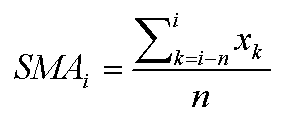 SMA_i = \frac{\sum_{k=i-n}^{i} x_k}{n}